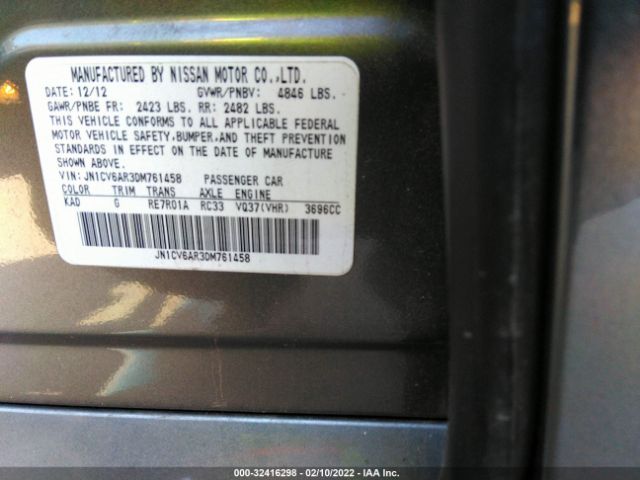 MANUFACTURED BY NISSAN MOTOR CO.,LTD.
DATE: 12/12 GVWR/PNBV: 4846 LBS.
GAWR/PNBE FR: 2423 LBS. RR: 2482 LBS.
THIS VEHICLE CONFORMS TO ALL APPLICABLE FEDERAL
MOTOR VEHICLE SAFETY,BUMPER,AND THEFT PREVENTION
STANDARDS IN EFFECT ON THE DATE OF MANUFACTURE
SHOWN ABOVE.
VIN: JN1CV6AR3DM761458 PASSENGER CAR
COLOR TRIM TRANS AXLE ENGINE
KAD G RE7R01A RC33 VQ37(VHR) 3696CC
JN1CV6AR3DM761458
000-32416298 - 02/10/2022 - IAA Inc.